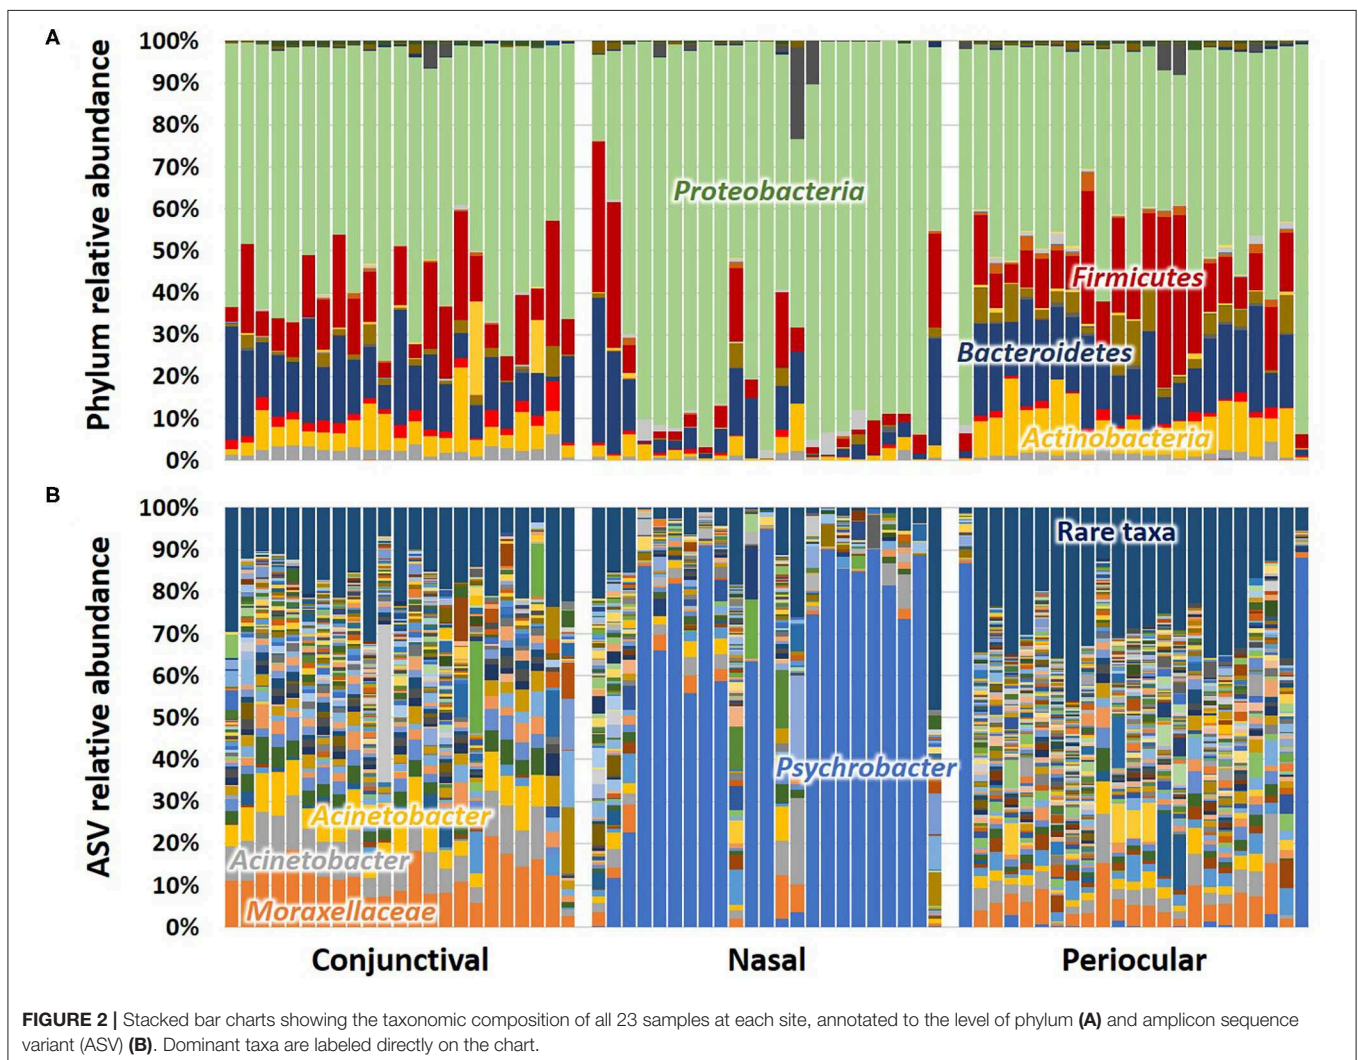 A
Phylum relative abundance
100%
90%
80%
70%
60%
50%
40%
30%
20%
10%
0%
Proteobacteria
Firmicutes
Bacteroidetes
Actinobacteria
B
ASV relative abundance
100%
90%
80%
70%
60%
50%
40%
30%
20%
10%
0%
Rare taxa
Psychrobacter
Acinetobacter
Acinetobacter
Moraxellaceae
Conjunctival
Nasal
Periocular
FIGURE 2 | Stacked bar charts showing the taxonomic composition of all 23 samples at each site, annotated to the level of phylum (A) and amplicon sequence
variant (ASV) (B). Dominant taxa are labeled directly on the chart.